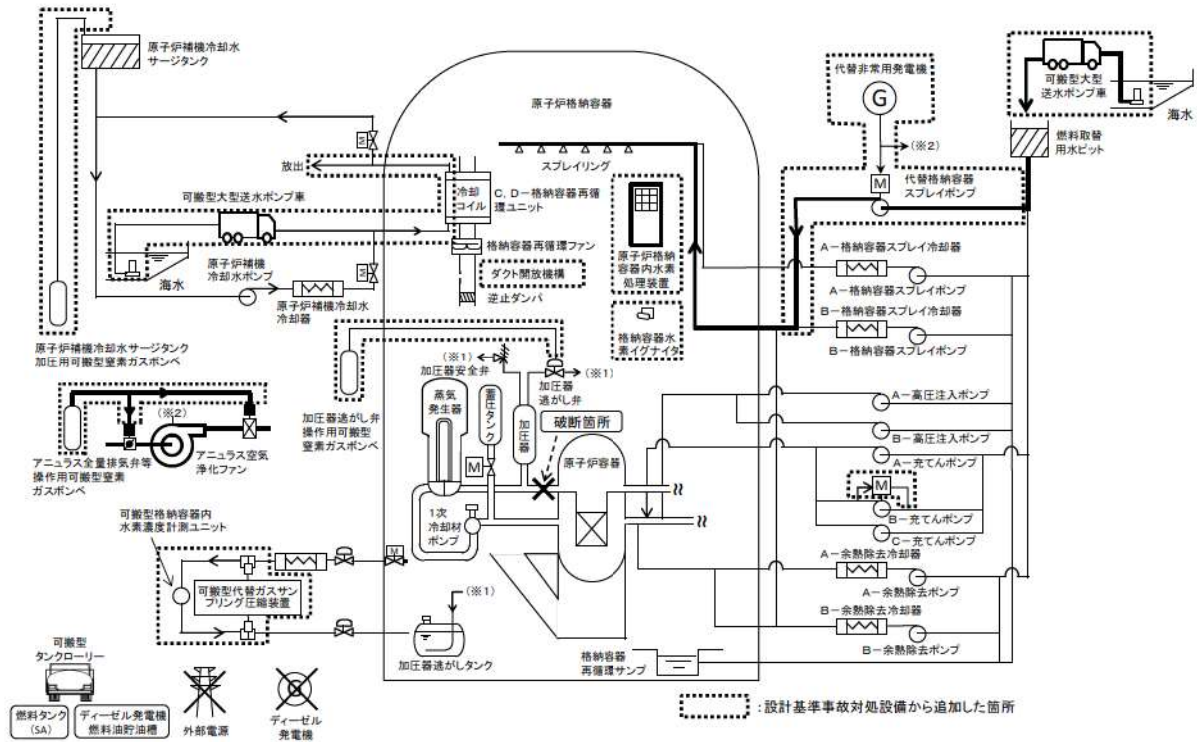 原子炉補機冷却水
サージタンク
原子炉格納容器
代替非常用発電機
G
可搬型大型
送水ポンプ車
海水
(※2)
燃料取替
用水ピット
M
放出
スプレイリング
M
代替格納容器
スプレイポンプ
可搬型大型送水ポンプ車
冷却
コイル
C,D-格納容器再循
環ユニット
格納容器再循環ファン
ダクト開放機構
逆止ダンパ
原子炉格納
容器内水素
処理装置
A-格納容器スプレイ冷却器
A-格納容器スプレイポンプ
B-格納容器スプレイ冷却器
B-格納容器スプレイポンプ
海水
原子炉補機
冷却水ポンプ
M
原子炉補機冷却水
冷却器
格納容器水
素イグナイタ
原子炉補機冷却水サージタンク
加圧用可搬型窒素ガスボンベ
(※1)
加圧器安全弁
加圧器
逃がし弁
(※1)
蒸気
発生器
蓄圧タンク
加圧器
破断箇所
原子炉容器
M
加圧器逃がし弁
操作用可搬型
窒素ガスボンベ
(※2)
アニュラス全量排気弁等
操作用可搬型窒素
ガスボンベ
アニュラス空気
浄化ファン
A-高圧注入ポンプ
B-高圧注入ポンプ
A-充てんポンプ
M
B-充てんポンプ
C-充てんポンプ
1次
冷却材
ポンプ
可搬型格納容器内
水素濃度計測ユニット
M
可搬型代替ガスサン
プリング圧縮装置
(※1)
加圧器逃がしタンク
A-余熱除去冷却器
A-余熱除去ポンプ
B-余熱除去冷却器
B-余熱除去ポンプ
格納容器
再循環サンプ
可搬型
タンクローリー
燃料タンク
(SA)
ディーゼル発電機
燃料油貯油槽
外部電源
ディーゼル
発電機
:設計基準事故対処設備から追加した箇所